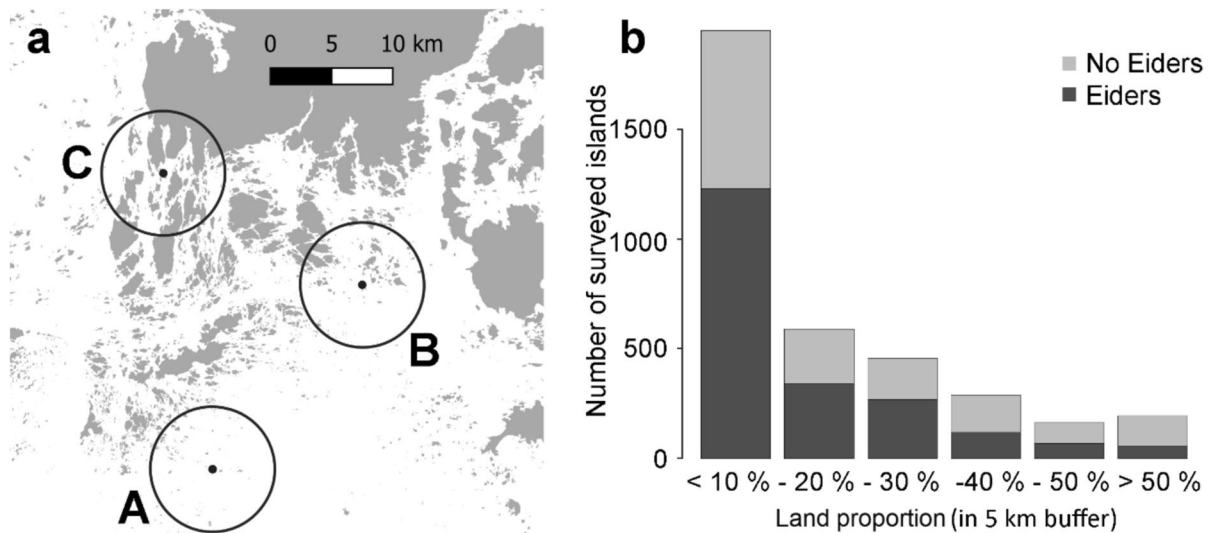 a
0 5 10 km
C
B
A
b
No Eiders
Eiders
Number of surveyed islands
1500
1000
500
0
< 10 % - 20 % - 30 % -40 % - 50 % > 50 %
Land proportion (in 5 km buffer)